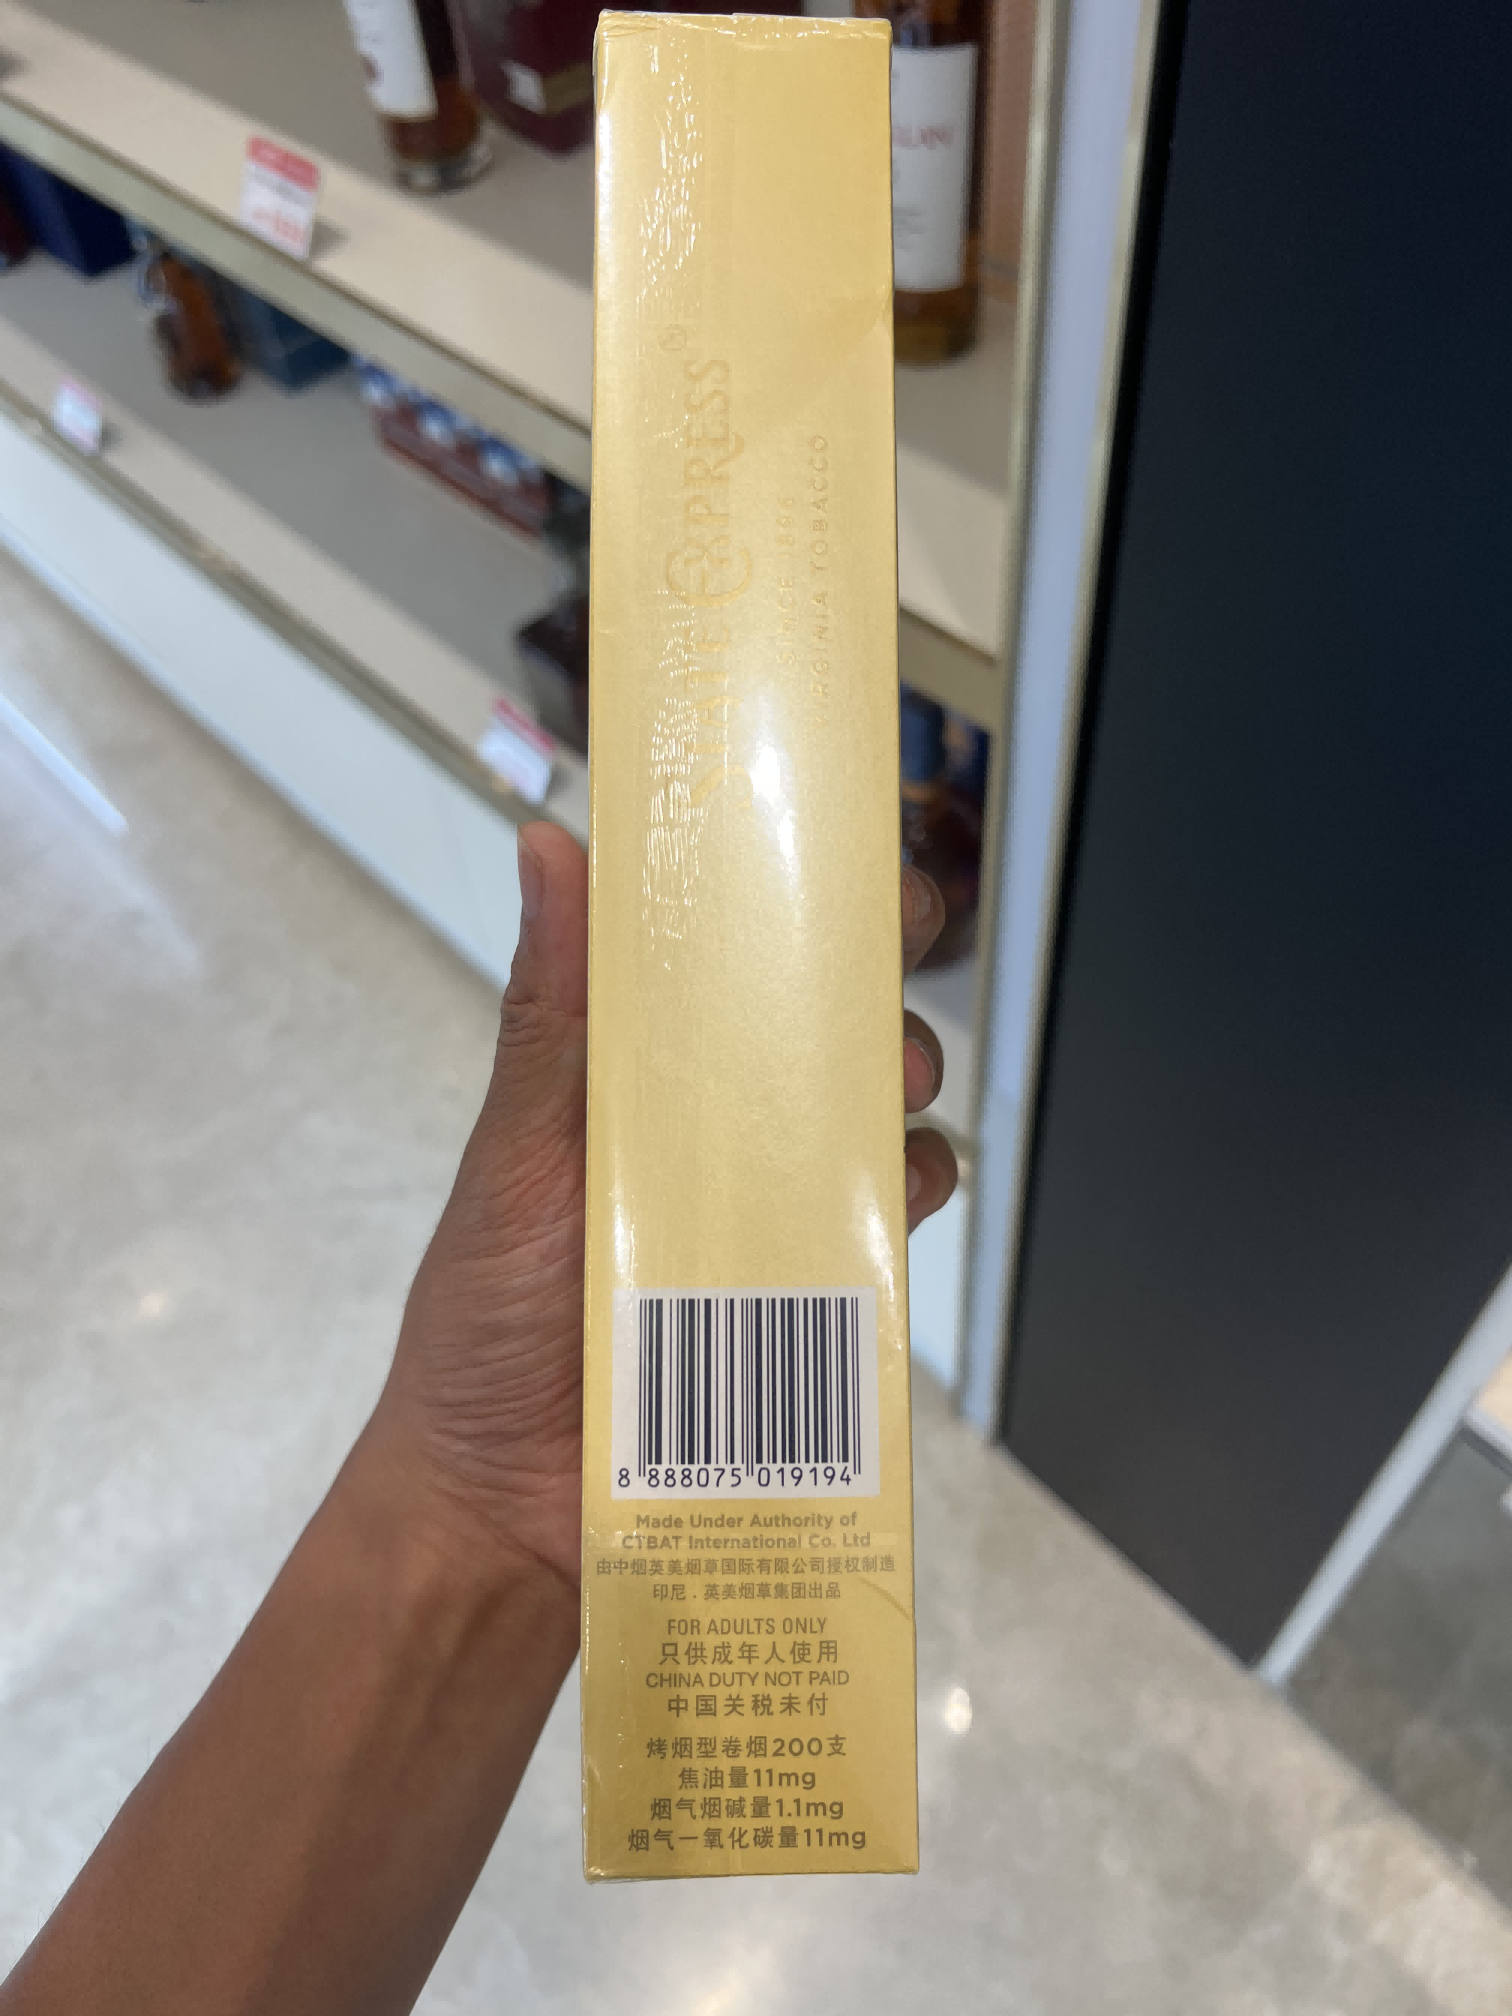 STATE EXPRESS®
SINCE 1896
VIRGINIA TOBACCO
8 888075 019194
Made Under Authority of
CTBAT International Co. Ltd
由中烟英美烟草国际有限公司授权制造
印尼．英美烟草集团出品
FOR ADULTS ONLY
只供成年人使用
CHINA DUTY NOT PAID
中国关税未付
烤烟型卷烟200支
焦油量11mg
烟气烟碱量1.1mg
烟气一氧化碳量11mg